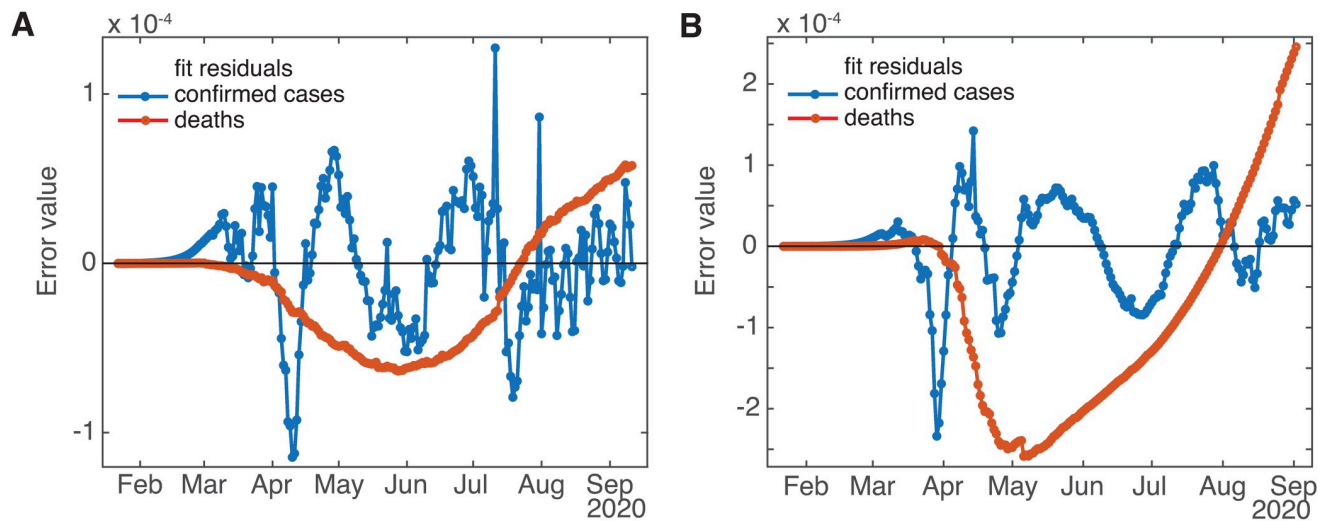 A
x 10-4
fit residuals
confirmed cases
deaths
Error value
1
0
-1
Feb Mar Apr May Jun Jul Aug Sep
2020
B
x 10-4
fit residuals
confirmed cases
deaths
Error value
2
1
0
-1
-2
Feb Mar Apr May Jun Jul Aug Sep
2020